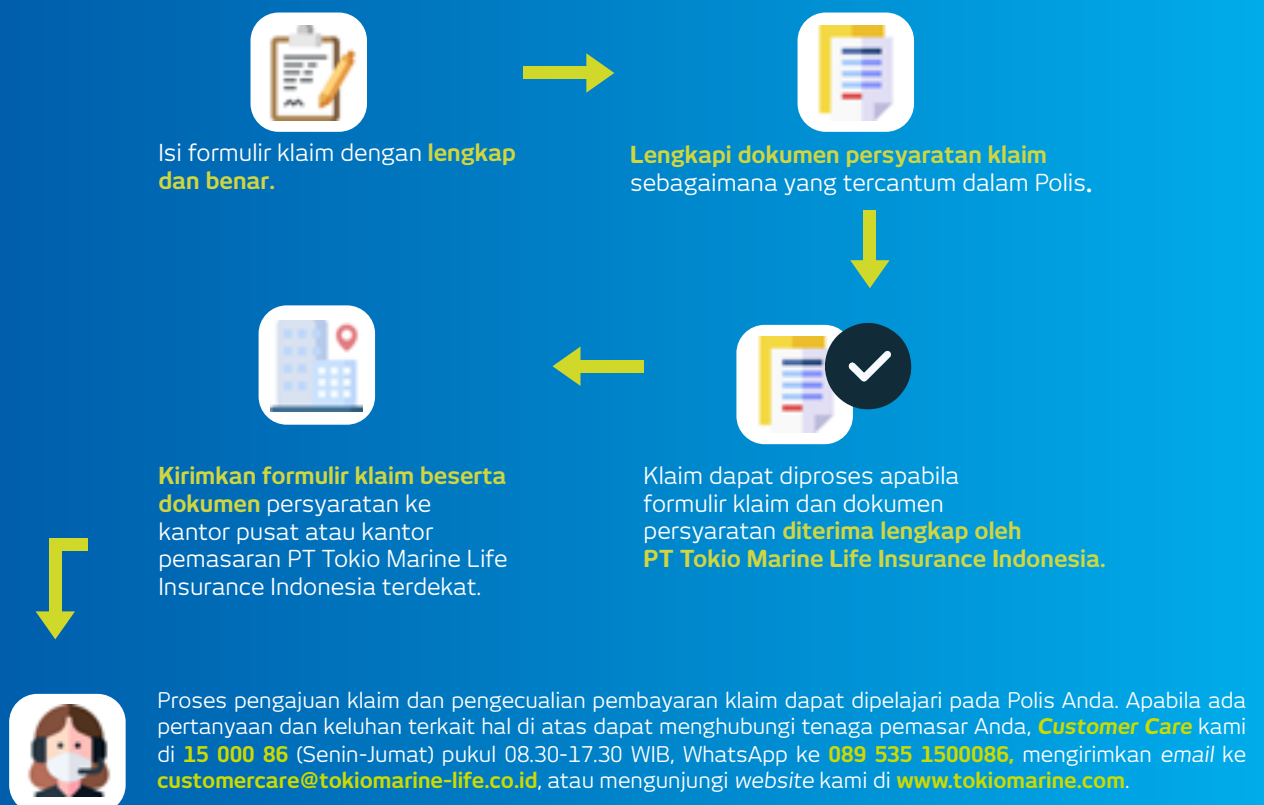 Isi formulir klaim dengan lengkap
dan benar.
Lengkapi dokumen persyaratan klaim
sebagaimana yang tercantum dalam Polis.
Klaim dapat diproses apabila
formulir klaim dan dokumen
persyaratan diterima lengkap oleh
PT Tokio Marine Life Insurance Indonesia.
Kirimkan formulir klaim beserta
dokumen persyaratan ke
kantor pusat atau kantor
pemasaran PT Tokio Marine Life
Insurance Indonesia terdekat.
Proses pengajuan klaim dan pengecualian pembayaran klaim dapat dipelajari pada Polis Anda. Apabila ada
pertanyaan dan keluhan terkait hal di atas dapat menghubungi tenaga pemasar Anda, Customer Care kami
di 15 000 86 (Senin-Jumat) pukul 08.30-17.30 WIB, WhatsApp ke 089 535 1500086, mengirimkan email ke
customercare@tokiomarine-life.co.id, atau mengunjungi website kami di www.tokiomarine.com.